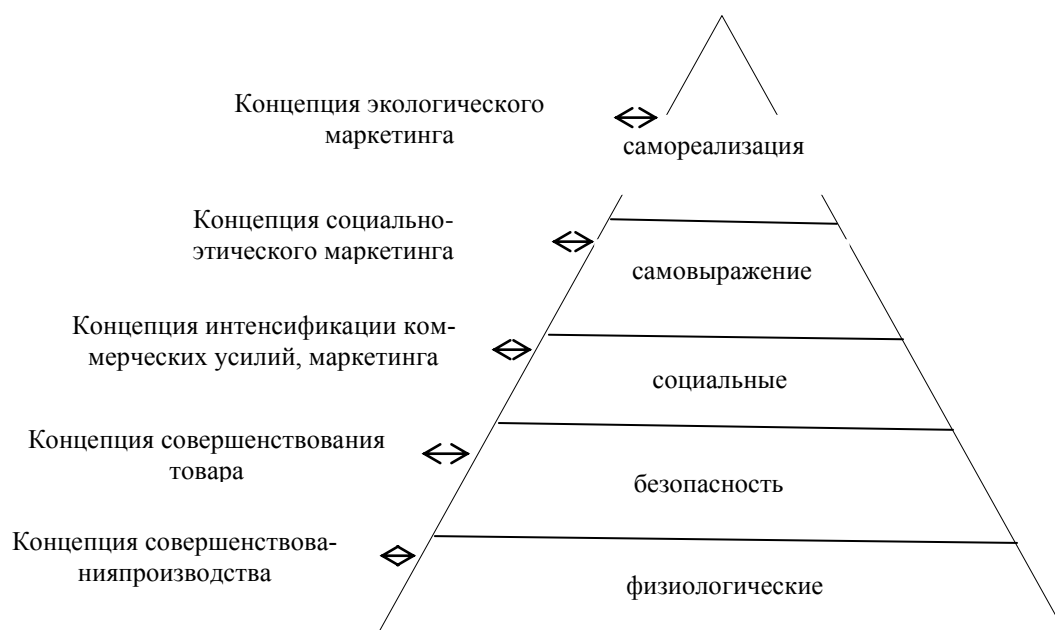 Концепция экологического
маркетинга
самореализация
Концепция социально-
этического маркетинга
самовыражение
Концепция интенсификации ком-
мерческих усилий, маркетинга
социальные
Концепция совершенствования
товара
безопасность
Концепция совершенствова-
нияпроизводства
физиологические